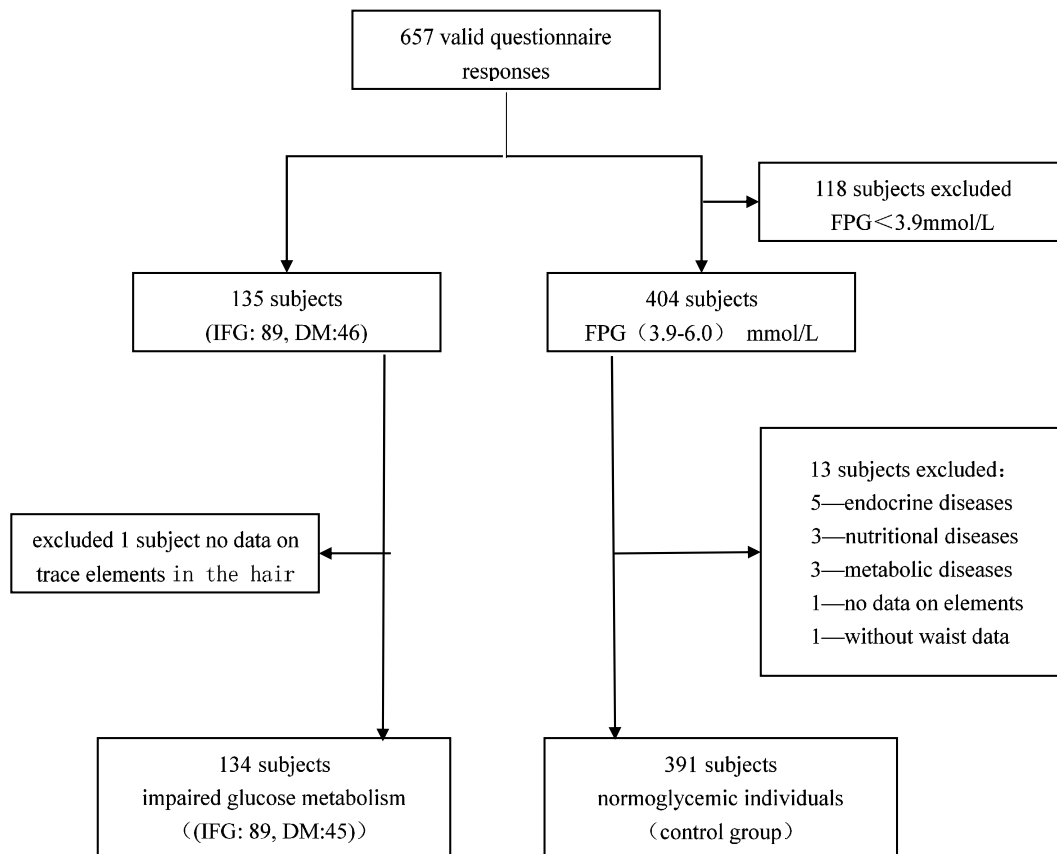 657 valid questionnaire
responses
118 subjects excluded
FPG＜3.9mmol/L
135 subjects
(IFG: 89, DM:46)
404 subjects
FPG（3.9-6.0） mmol/L
13 subjects excluded：
5—endocrine diseases
3—nutritional diseases
3—metabolic diseases
1—no data on elements
1—without waist data
excluded 1 subject no data on
trace elements in the hair
134 subjects
impaired glucose metabolism
（(IFG: 89, DM:45)）
391 subjects
normoglycemic individuals
（control group）